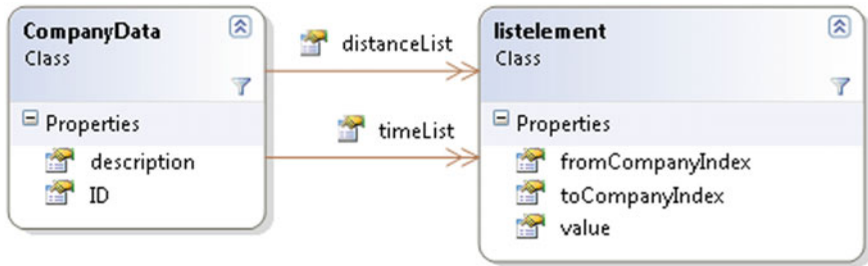 CompanyData
Class
Properties
description
ID
distanceList
timeList
listelement
Class
Properties
fromCompanyIndex
toCompanyIndex
value